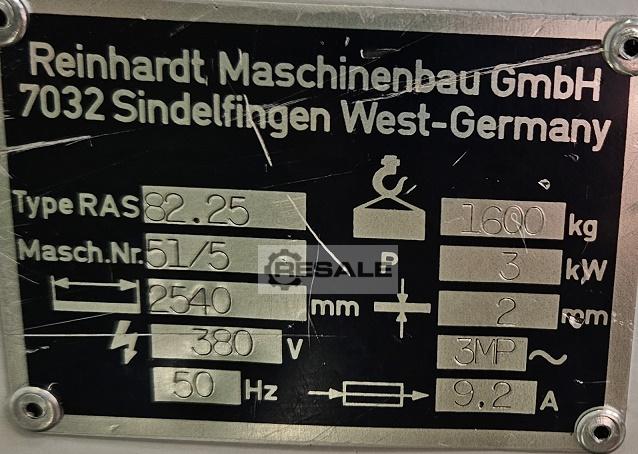 Reinhardt Maschinenbau GmbH
7032 Sindelfingen West-Germany
Type RAS 82.25
1600 kg
Masch.Nr. 51/5
P 3 kW
2540 mm
2 mm
380 V
3MP ~
50 Hz
9.2 A
RESALE